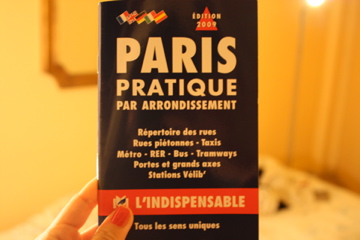 ÉDITION
2009
PARIS
PRATIQUE
PAR ARRONDISSEMENT
Répertoire des rues
Rues piétonnes - Taxis
Métro - RER - Bus - Tramways
Portes et grands axes
Stations Vélib'
L'INDISPENSABLE
Tous les sens uniques